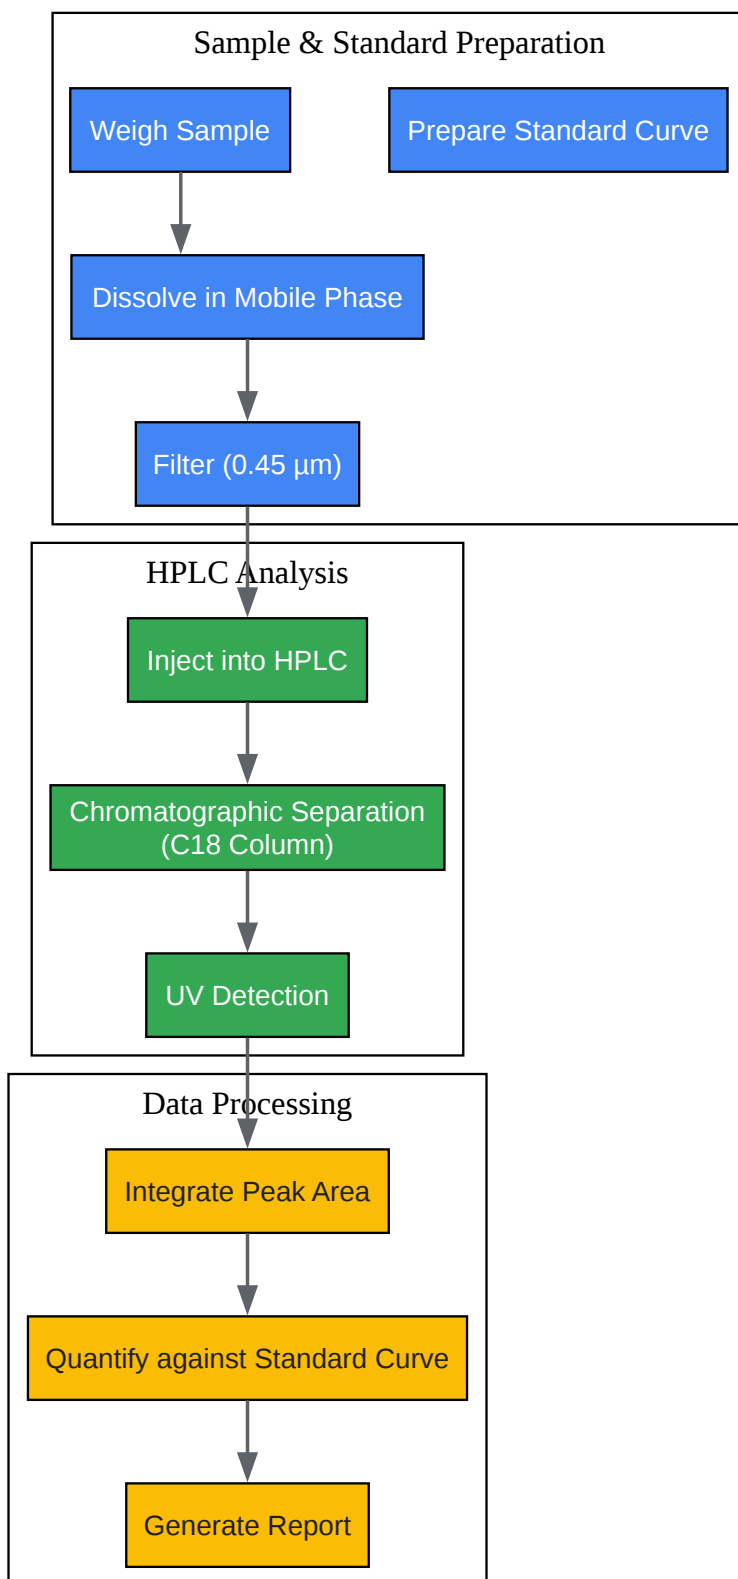 Sample & Standard Preparation
Weigh Sample
Prepare Standard Curve
Dissolve in Mobile Phase
Filter (0.45 µm)
HPLC Analysis
Inject into HPLC
Chromatographic Separation
(C18 Column)
UV Detection
Data Processing
Integrate Peak Area
Quantify against Standard Curve
Generate Report